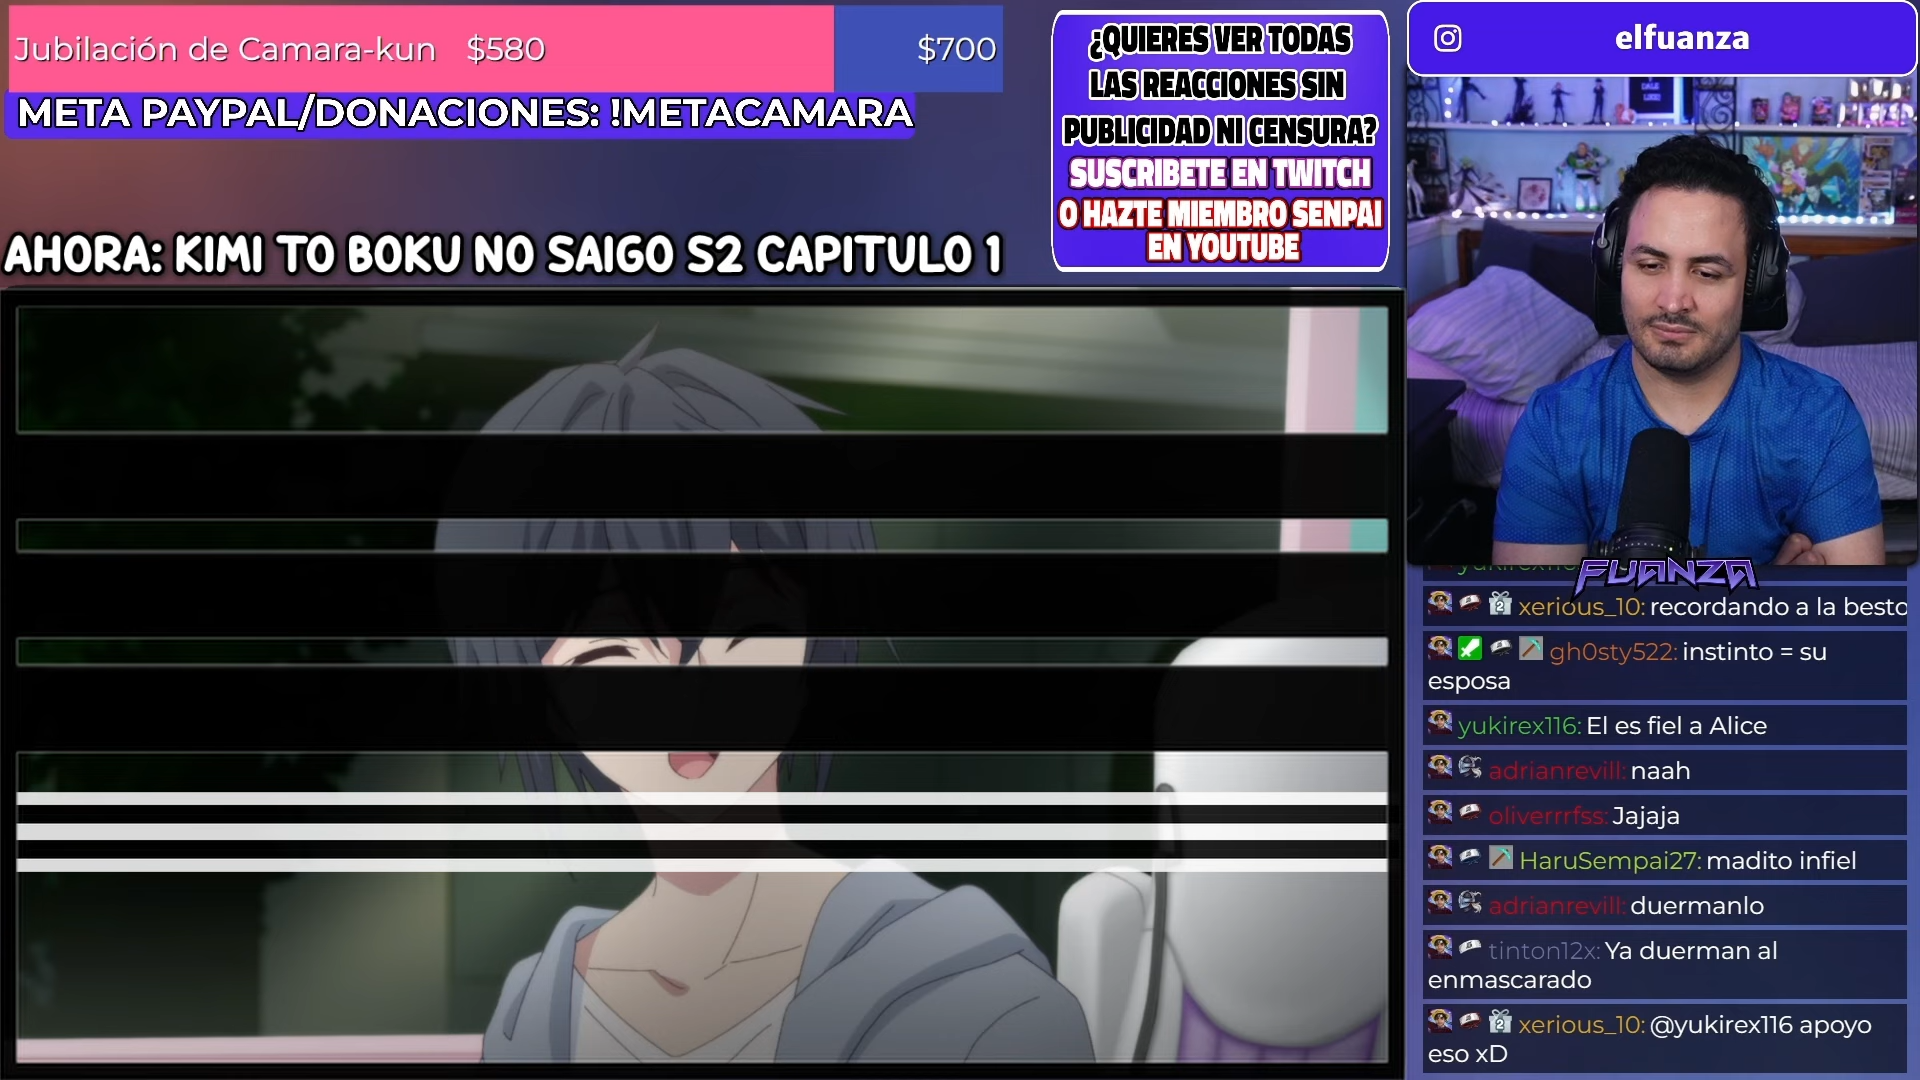 Jubilación de Camara-kun $580
$700
META PAYPAL/DONACIONES: !METACAMARA
AHORA: KIMI TO BOKU NO SAIGO S2 CAPITULO 1
¿QUIERES VER TODAS
LAS REACCIONES SIN
PUBLICIDAD NI CENSURA?
SUSCRIBETE EN TWITCH
O HAZTE MIEMBRO SENPAI
EN YOUTUBE
elfuanza
FUANZA
xerious_10: recordando a la besto
gh0sty522: instinto = su
esposa
yukirex116: El es fiel a Alice
adrianrevill: naah
oliverrrfss: Jajaja
HaruSempai27: madito infiel
adrianrevill: duermanlo
tinton12x: Ya duerman al
enmascarado
xerious_10: @yukirex116 apoyo
eso xD